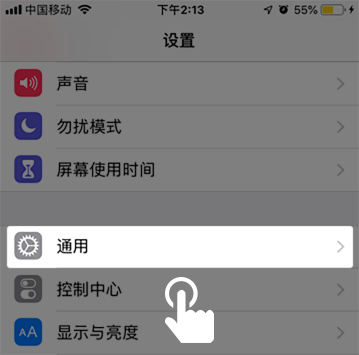 中国移动 下午2:13 55%
设置
声音
勿扰模式
屏幕使用时间
通用
控制中心
AA 显示与亮度